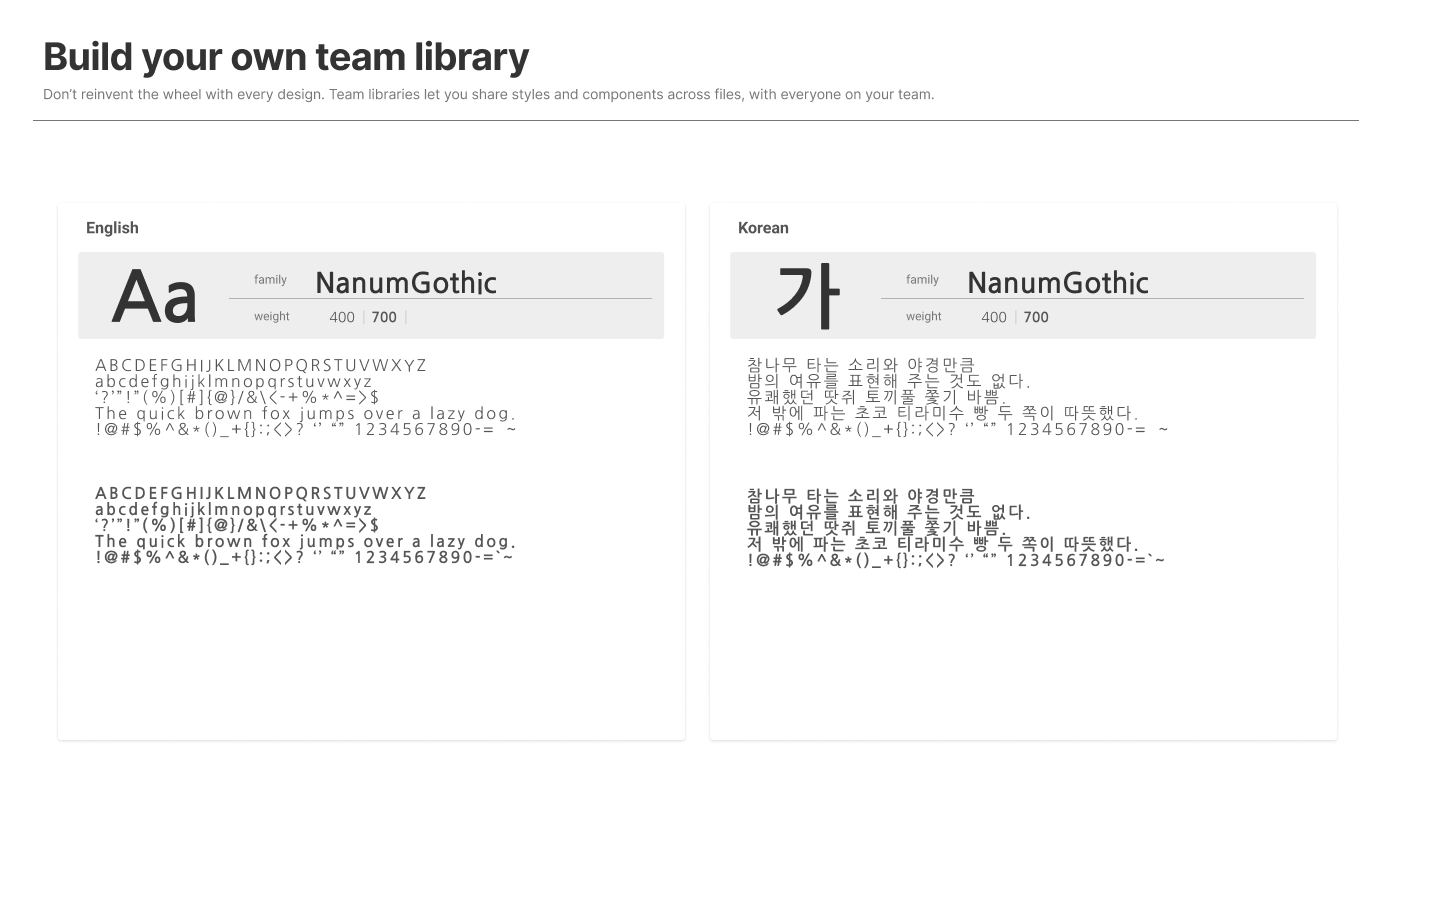 Build your own team library
Don't reinvent the wheel with every design. Team libraries let you share styles and components across files, with everyone on your team.
English
Aa
family NanumGothic
weight 400 | 700 |
ABCDEFGHIJKLMNOPQRSTUVWXYZ
abcdefghijklmnopqrstuvwxyz
‘?’”!”(%)[#]{@}/&\<-+%*^=>$
The quick brown fox jumps over a lazy dog.
!@#$%^&*()_+{}:;<>? ‘’ “” 1234567890-= ~
ABCDEFGHIJKLMNOPQRSTUVWXYZ
abcdefghijklmnopqrstuvwxyz
‘?’”!”(%)[#]{@}/&\<-+%*^=>$
The quick brown fox jumps over a lazy dog.
!@#$%^&*()_+{}:;<>? ‘’ “” 1234567890-=`~
Korean
가
family NanumGothic
weight 400 | 700
참나무 타는 소리와 야경만큼
밤의 여유를 표현해 주는 것도 없다.
유쾌했던 땃쥐 토끼풀 쫓기 바쁨.
저 밖에 파는 초코 티라미수 빵 두 쪽이 따뜻했다.
!@#$%^&*()_+{}:;<>? ‘’ “” 1234567890-= ~
참나무 타는 소리와 야경만큼
밤의 여유를 표현해 주는 것도 없다.
유쾌했던 땃쥐 토끼풀 쫓기 바쁨.
저 밖에 파는 초코 티라미수 빵 두 쪽이 따뜻했다.
!@#$%^&*()_+{}:;<>? ‘’ “” 1234567890-=`~